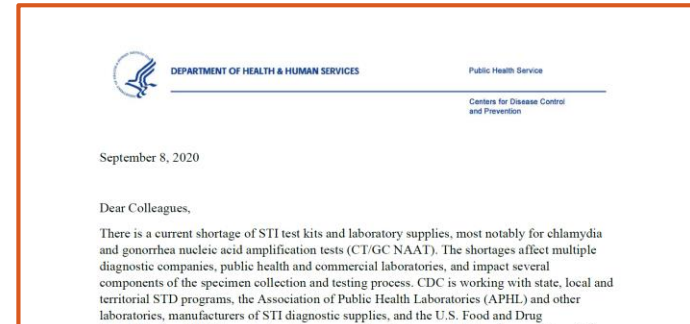 DEPARTMENT OF HEALTH & HUMAN SERVICES
Public Health Service
Centers for Disease Control
and Prevention
September 8, 2020
Dear Colleagues,
There is a current shortage of STI test kits and laboratory supplies, most notably for chlamydia
and gonorrhea nucleic acid amplification tests (CT/GC NAAT). The shortages affect multiple
diagnostic companies, public health and commercial laboratories, and impact several
components of the specimen collection and testing process. CDC is working with state, local and
territorial STD programs, the Association of Public Health Laboratories (APHL) and other
laboratories, manufacturers of STI diagnostic supplies, and the U.S. Food and Drug